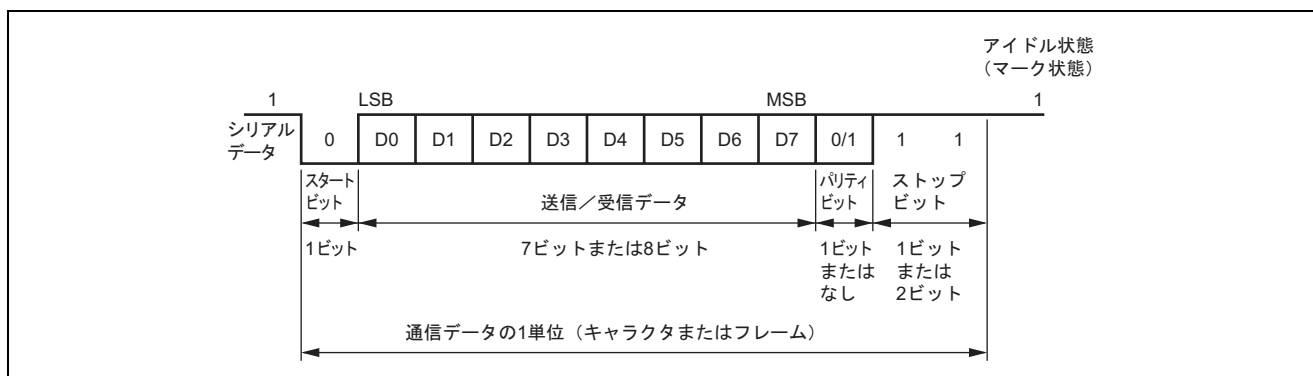 アイドル状態
（マーク状態）
1 LSB MSB 1
シリアル
データ
0 D0 D1 D2 D3 D4 D5 D6 D7 0/1 1 1
スタート
ビット
送信／受信データ
パリティ
ビット
ストップ
ビット
1ビット
7ビットまたは8ビット
1ビット
または
なし
1ビット
または
2ビット
通信データの1単位（キャラクタまたはフレーム）